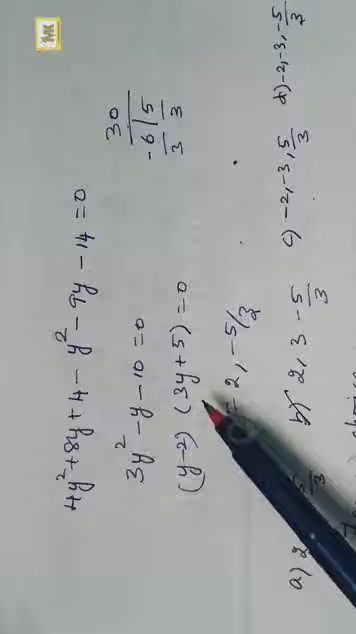 4y² + 8y + 4 - y² - 9y - 14 = 0
3y² - y - 10 = 0
(y-2) (3y+5) = 0
= 2, -5/3
30
-6 | 5
3 3
b) 2, 3 -5/3
c) -2, -3, 5/3
d) -2, -3, -5/3
a) 2